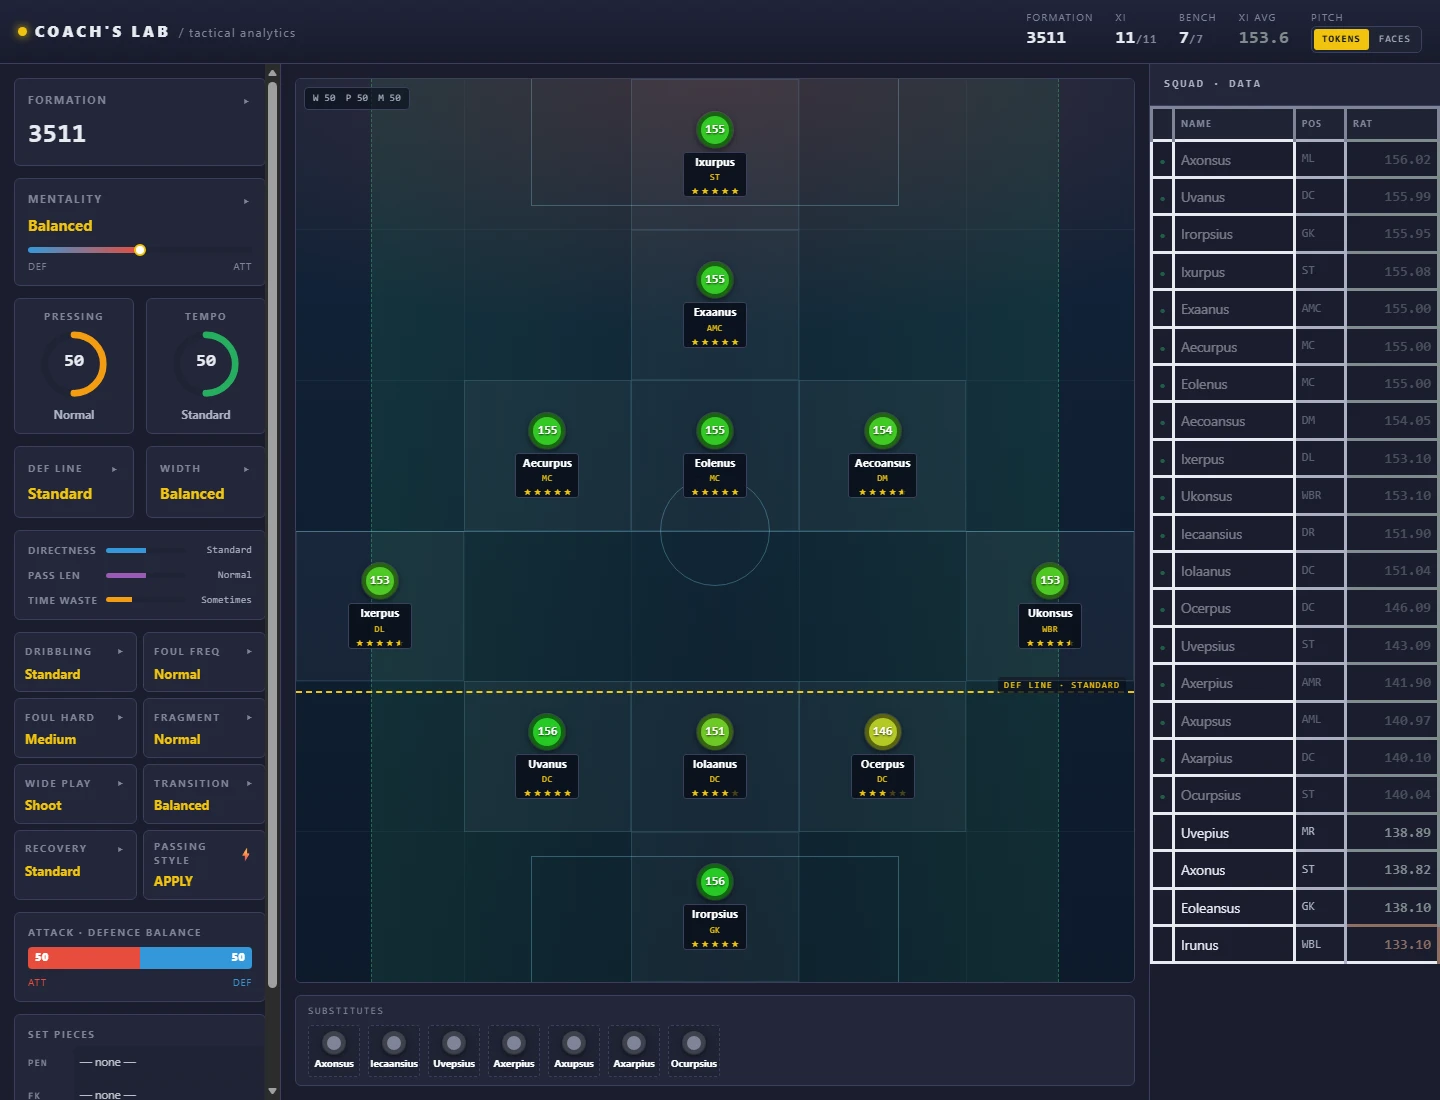 COACH'S LAB / tactical analytics
FORMATION XI BENCH XI AVG PITCH
3511 11/11 7/7 153.6 TOKENS FACES
FORMATION ▸
3511
MENTALITY ▸
Balanced
DEF ATT
PRESSING
50
Normal
TEMPO
50
Standard
DEF LINE ▸
Standard
WIDTH ▸
Balanced
DIRECTNESS Standard
PASS LEN Normal
TIME WASTE Sometimes
DRIBBLING ▸
Standard
FOUL FREQ ▸
Normal
FOUL HARD ▸
Medium
FRAGMENT ▸
Normal
WIDE PLAY ▸
Shoot
TRANSITION ▸
Balanced
RECOVERY ▸
Standard
PASSING
STYLE
APPLY
ATTACK · DEFENCE BALANCE
50 50
ATT DEF
SET PIECES
PEN — none —
FK — none —
W 50 P 50 M 50
155
Ixurpus
ST
155
Exaanus
AMC
155
Aecurpus
MC
155
Eolenus
MC
154
Aecoansus
DM
153
Ixerpus
DL
153
Ukonsus
WBR
DEF LINE · STANDARD
156
Uvanus
DC
151
Iolaanus
DC
146
Ocerpus
DC
156
Irorpsius
GK
SUBSTITUTES
Axonsus Iecaansius Uvepsius Axerpius Axupsus Axarpius Ocurpsius
SQUAD · DATA
NAME POS RAT
Axonsus ML 156.02
Uvanus DC 155.99
Irorpsius GK 155.95
Ixurpus ST 155.08
Exaanus AMC 155.00
Aecurpus MC 155.00
Eolenus MC 155.00
Aecoansus DM 154.05
Ixerpus DL 153.10
Ukonsus WBR 153.10
Iecaansius DR 151.90
Iolaanus DC 151.04
Ocerpus DC 146.09
Uvepsius ST 143.09
Axerpius AMR 141.90
Axupsus AML 140.97
Axarpius DC 140.10
Ocurpsius ST 140.04
Uvepius MR 138.89
Axonus ST 138.82
Eoleansus GK 138.10
Irunus WBL 133.10